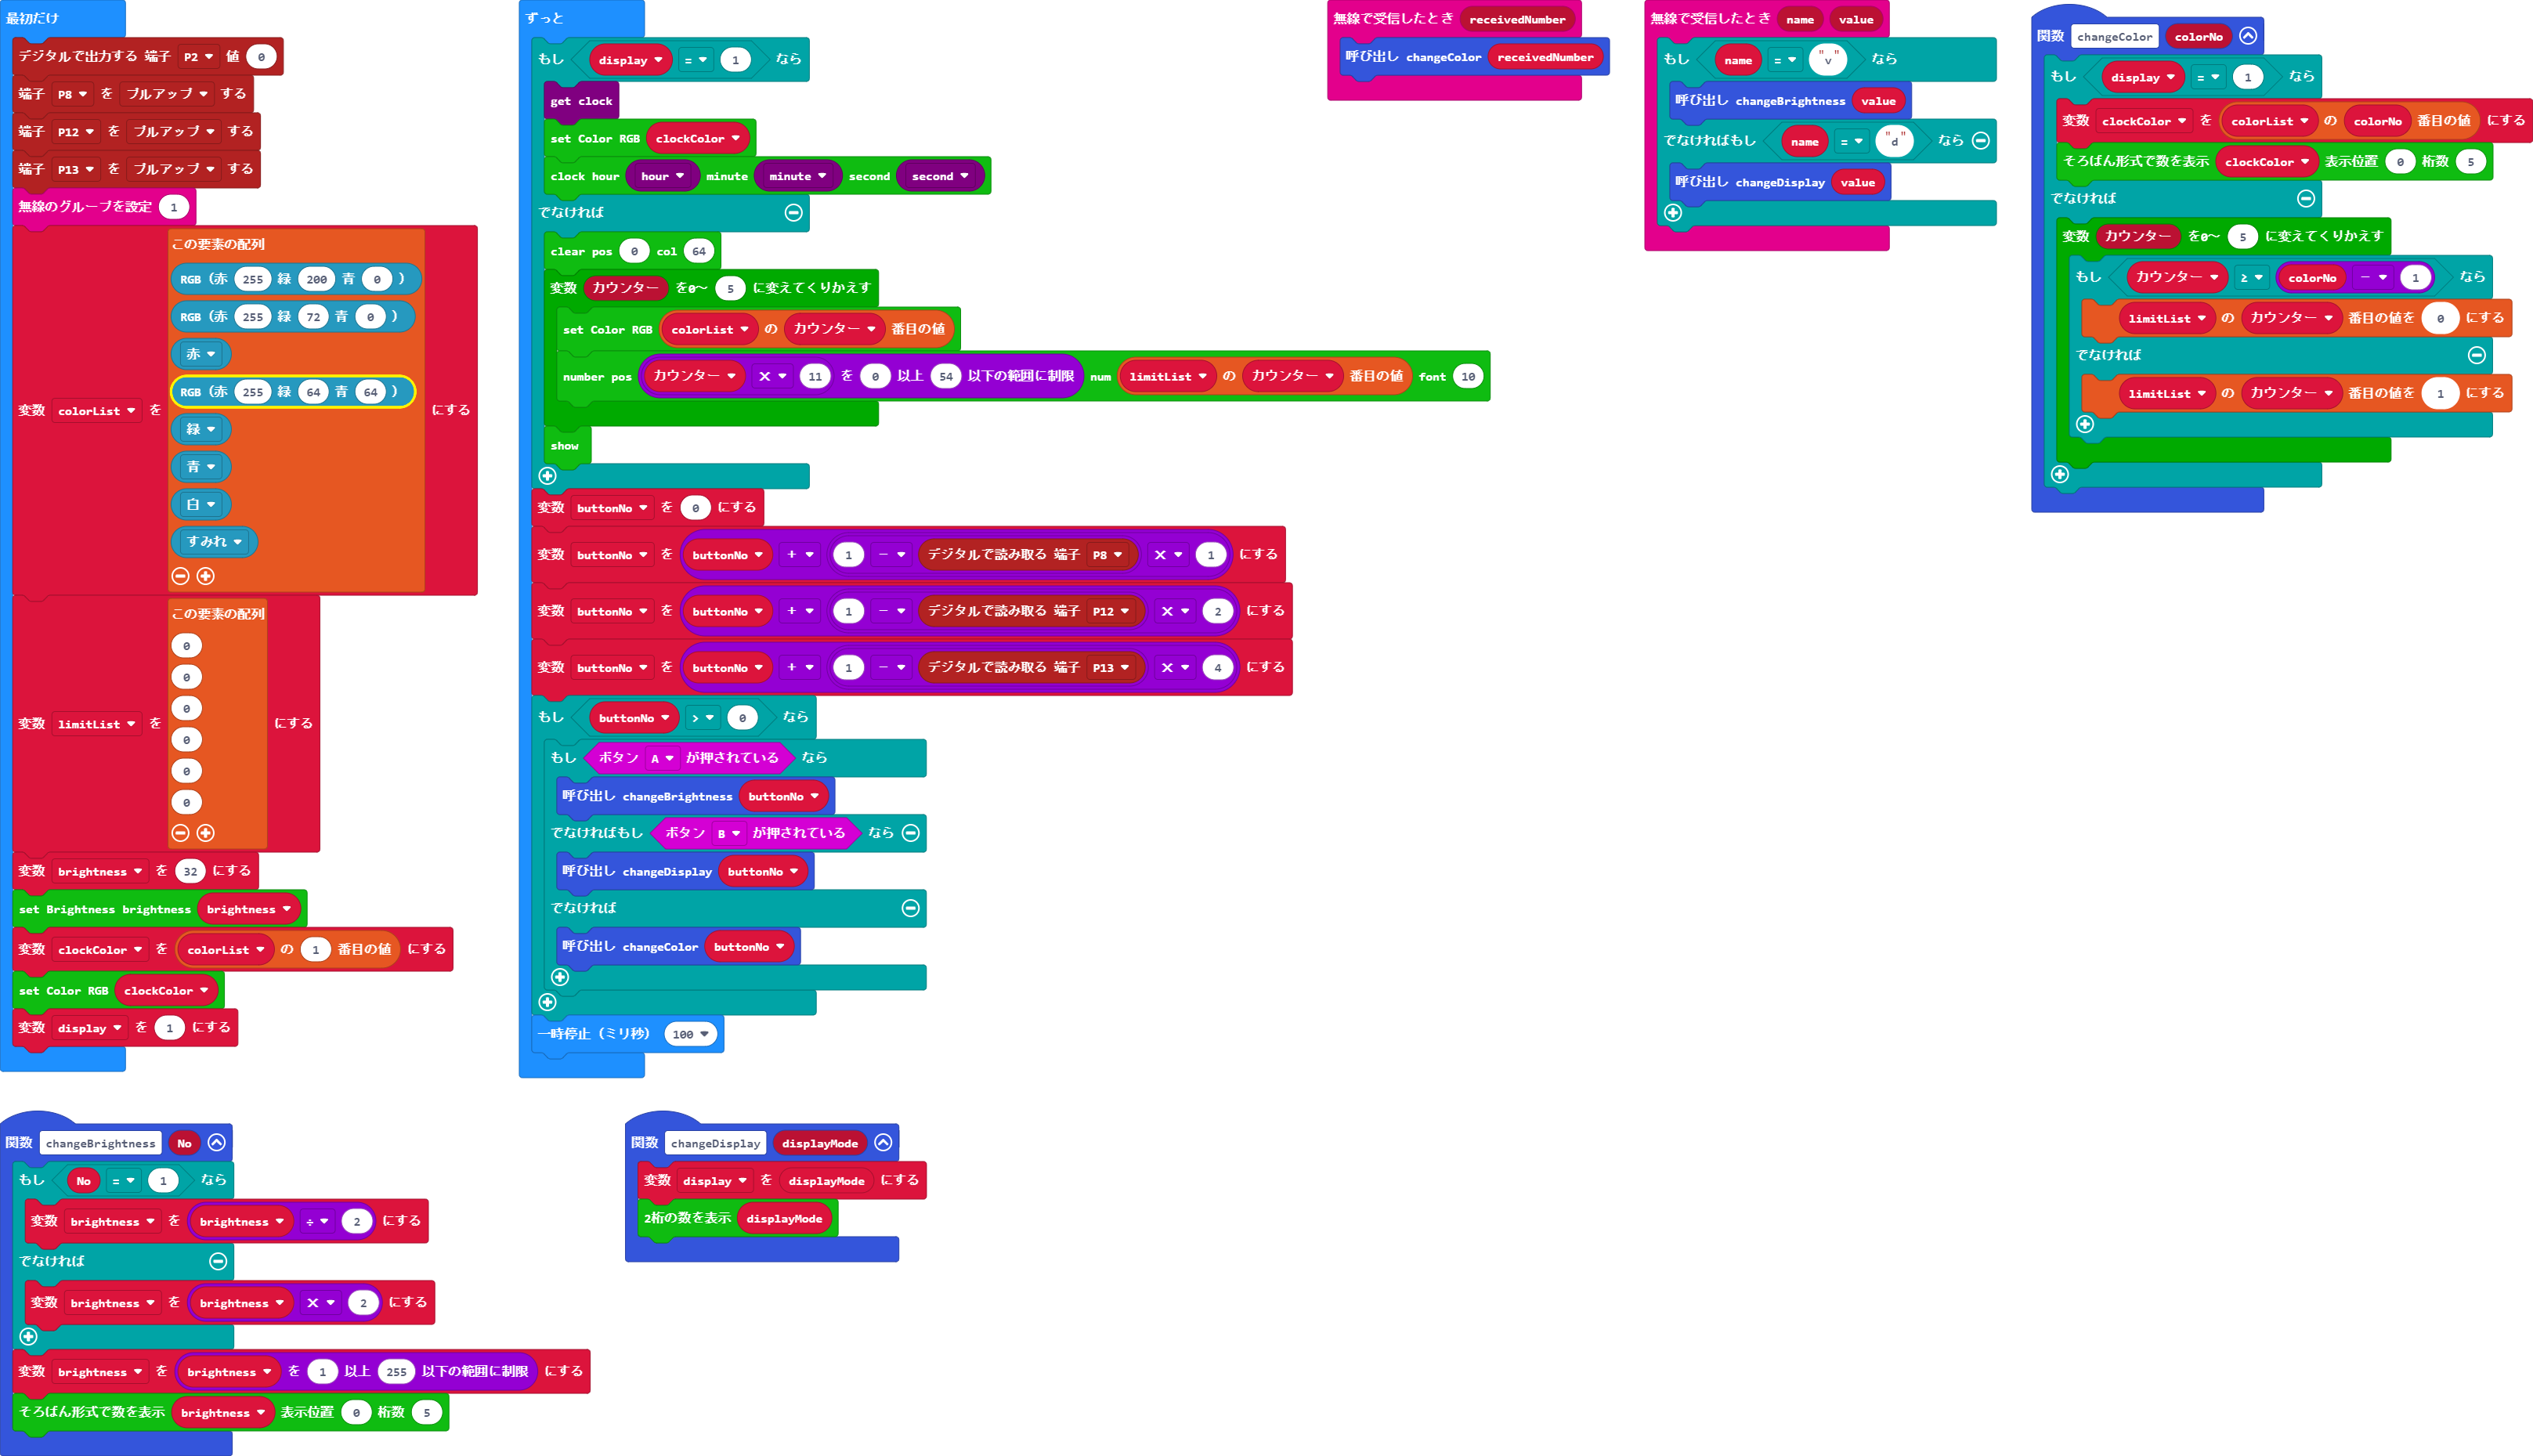 最初だけ
デジタルで出力する 端子 P2 値 0
端子 P8 を プルアップ する
端子 P12 を プルアップ する
端子 P13 を プルアップ する
無線のグループを設定 1
変数 colorList を この要素の配列 にする
RGB (赤 255 緑 200 青 0 )
RGB (赤 255 緑 72 青 0 )
赤
RGB (赤 255 緑 64 青 64 )
緑
青
白
すみれ
変数 limitList を この要素の配列 にする
0
0
0
0
0
0
変数 brightness を 32 にする
set Brightness brightness brightness
変数 clockColor を colorList の 1 番目の値 にする
set Color RGB clockColor
変数 display を 1 にする
ずっと
もし display = 1 なら
get clock
set Color RGB clockColor
clock hour hour minute minute second second
でなければ
clear pos 0 col 64
変数 カウンター を0〜 5 に変えてくりかえす
set Color RGB colorList の カウンター 番目の値
number pos カウンター × 11 を 0 以上 54 以下の範囲に制限 num limitList の カウンター 番目の値 font 10
show
変数 buttonNo を 0 にする
変数 buttonNo を buttonNo + 1 - デジタルで読み取る 端子 P8 × 1 にする
変数 buttonNo を buttonNo + 1 - デジタルで読み取る 端子 P12 × 2 にする
変数 buttonNo を buttonNo + 1 - デジタルで読み取る 端子 P13 × 4 にする
もし buttonNo > 0 なら
もし ボタン A が押されている なら
呼び出し changeBrightness buttonNo
でなければもし ボタン B が押されている なら
呼び出し changeDisplay buttonNo
でなければ
呼び出し changeColor buttonNo
一時停止（ミリ秒） 100
無線で受信したとき receivedNumber
呼び出し changeColor receivedNumber
無線で受信したとき name value
もし name = "v" なら
呼び出し changeBrightness value
でなければもし name = "d" なら
呼び出し changeDisplay value
関数 changeColor colorNo
もし display = 1 なら
変数 clockColor を colorList の colorNo 番目の値 にする
そろばん形式で数を表示 clockColor 表示位置 0 桁数 5
でなければ
変数 カウンター を0〜 5 に変えてくりかえす
もし カウンター ≥ colorNo - 1 なら
limitList の カウンター 番目の値を 0 にする
でなければ
limitList の カウンター 番目の値を 1 にする
関数 changeBrightness No
もし No = 1 なら
変数 brightness を brightness ÷ 2 にする
でなければ
変数 brightness を brightness × 2 にする
変数 brightness を brightness を 1 以上 255 以下の範囲に制限 にする
そろばん形式で数を表示 brightness 表示位置 0 桁数 5
関数 changeDisplay displayMode
変数 display を displayMode にする
2桁の数を表示 displayMode